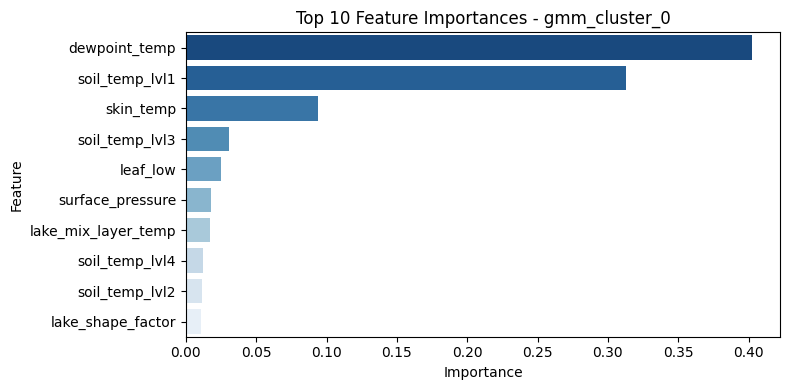 Top 10 Feature Importances - gmm_cluster_0
Feature
dewpoint_temp
soil_temp_lvl1
skin_temp
soil_temp_lvl3
leaf_low
surface_pressure
lake_mix_layer_temp
soil_temp_lvl4
soil_temp_lvl2
lake_shape_factor
0.00 0.05 0.10 0.15 0.20 0.25 0.30 0.35 0.40
Importance